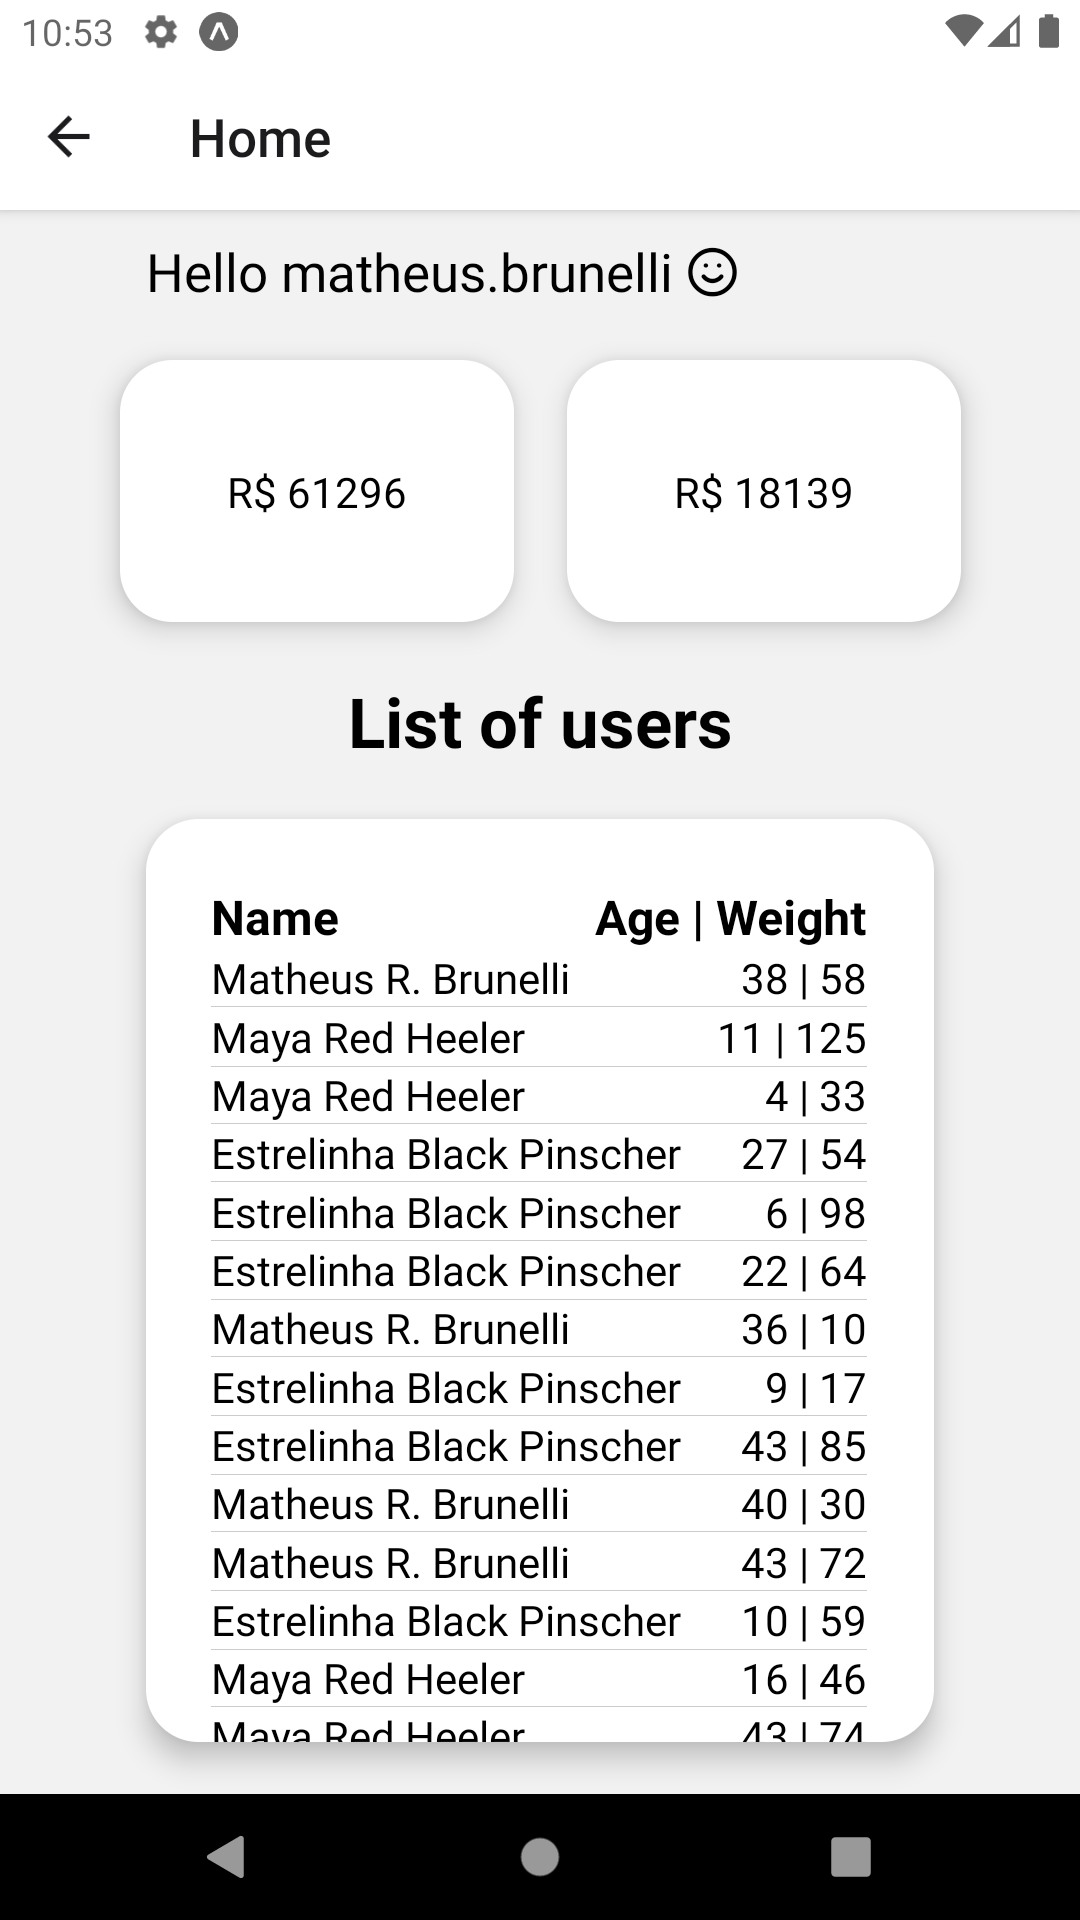 10:53
Home
Hello matheus.brunelli
R$ 61296 R$ 18139
List of users
Name Age | Weight
Matheus R. Brunelli 38 | 58
Maya Red Heeler 11 | 125
Maya Red Heeler 4 | 33
Estrelinha Black Pinscher 27 | 54
Estrelinha Black Pinscher 6 | 98
Estrelinha Black Pinscher 22 | 64
Matheus R. Brunelli 36 | 10
Estrelinha Black Pinscher 9 | 17
Estrelinha Black Pinscher 43 | 85
Matheus R. Brunelli 40 | 30
Matheus R. Brunelli 43 | 72
Estrelinha Black Pinscher 10 | 59
Maya Red Heeler 16 | 46
Maya Red Heeler 43 | 74